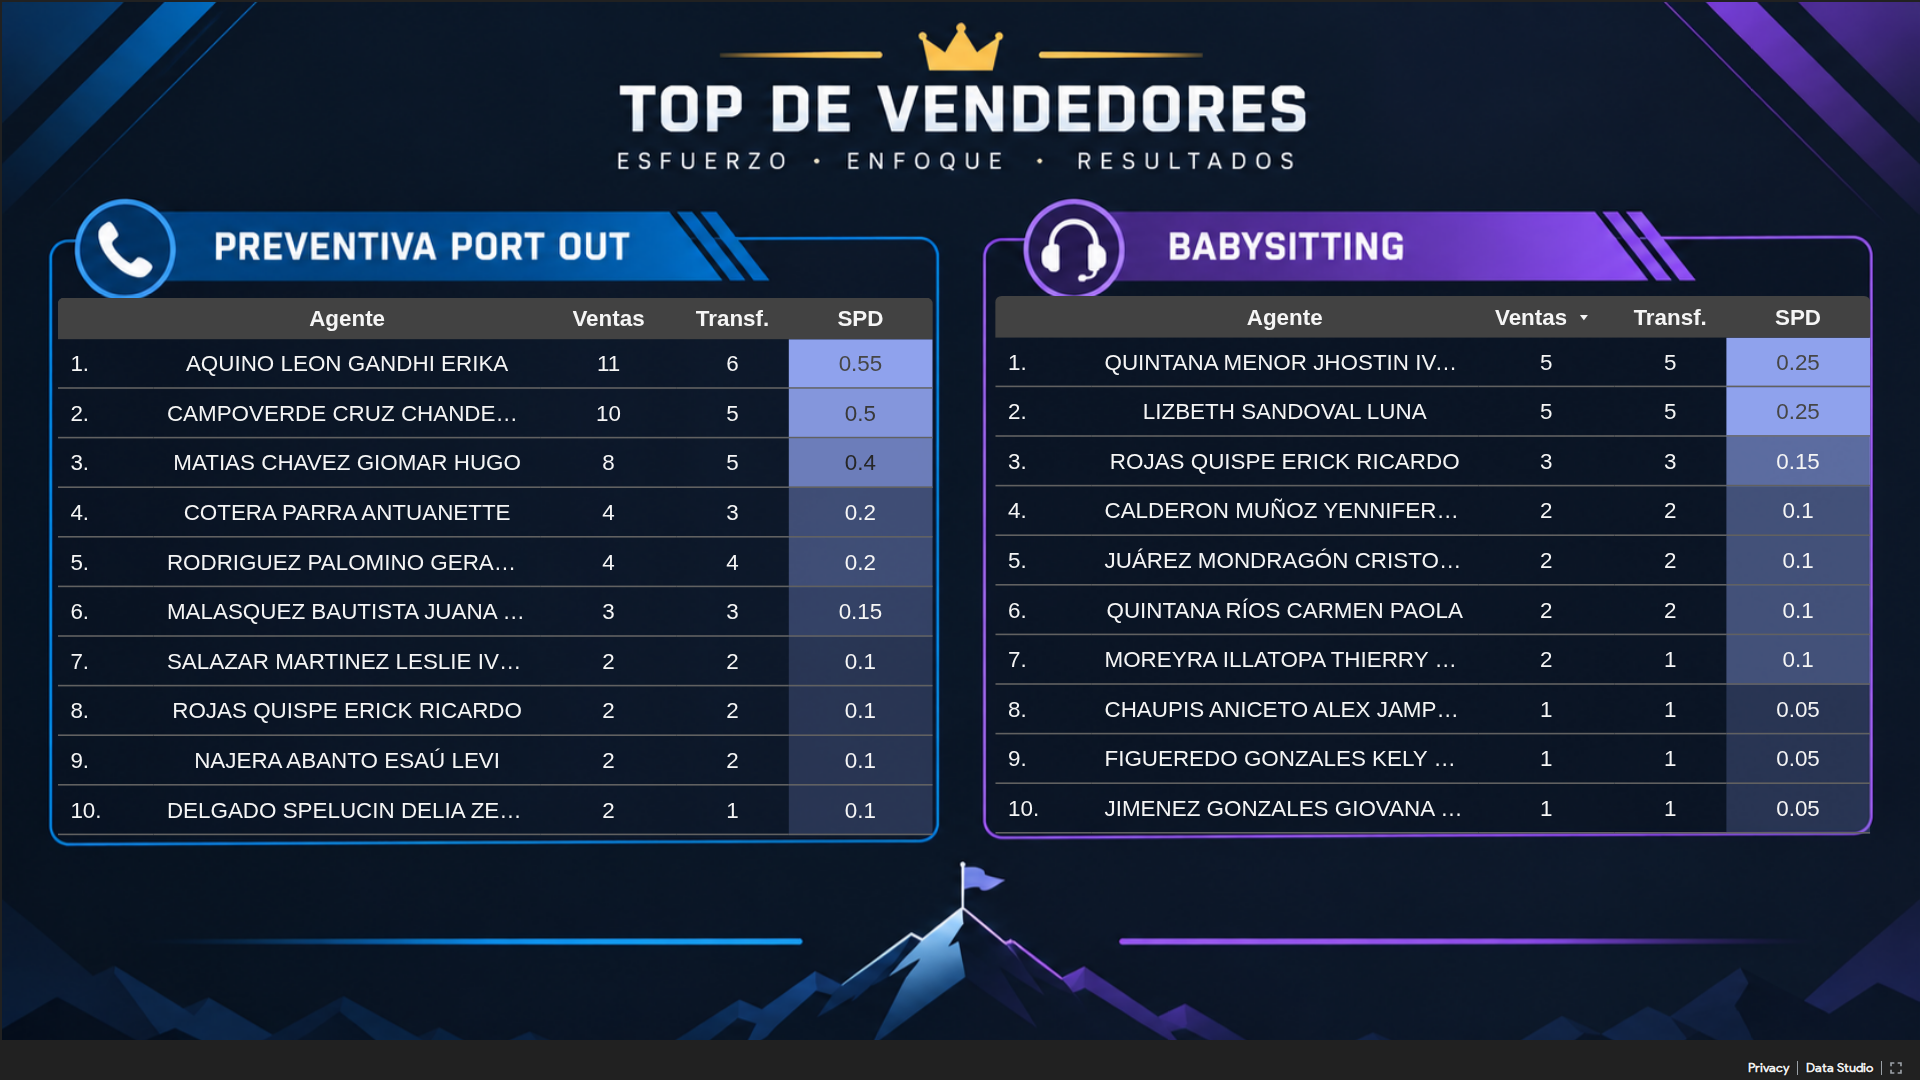 TOP DE VENDEDORES
ESFUERZO • ENFOQUE • RESULTADOS
PREVENTIVA PORT OUT
Agente Ventas Transf. SPD
1. AQUINO LEON GANDHI ERIKA 11 6 0.55
2. CAMPOVERDE CRUZ CHANDE... 10 5 0.5
3. MATIAS CHAVEZ GIOMAR HUGO 8 5 0.4
4. COTERA PARRA ANTUANETTE 4 3 0.2
5. RODRIGUEZ PALOMINO GERA... 4 4 0.2
6. MALASQUEZ BAUTISTA JUANA ... 3 3 0.15
7. SALAZAR MARTINEZ LESLIE IV... 2 2 0.1
8. ROJAS QUISPE ERICK RICARDO 2 2 0.1
9. NAJERA ABANTO ESAÚ LEVI 2 2 0.1
10. DELGADO SPELUCIN DELIA ZE... 2 1 0.1
BABYSITTING
Agente Ventas Transf. SPD
1. QUINTANA MENOR JHOSTIN IV... 5 5 0.25
2. LIZBETH SANDOVAL LUNA 5 5 0.25
3. ROJAS QUISPE ERICK RICARDO 3 3 0.15
4. CALDERON MUÑOZ YENNIFER... 2 2 0.1
5. JUÁREZ MONDRAGÓN CRISTO... 2 2 0.1
6. QUINTANA RÍOS CARMEN PAOLA 2 2 0.1
7. MOREYRA ILLATOPA THIERRY ... 2 1 0.1
8. CHAUPIS ANICETO ALEX JAMP... 1 1 0.05
9. FIGUEREDO GONZALES KELY ... 1 1 0.05
10. JIMENEZ GONZALES GIOVANA ... 1 1 0.05
Privacy | Data Studio |